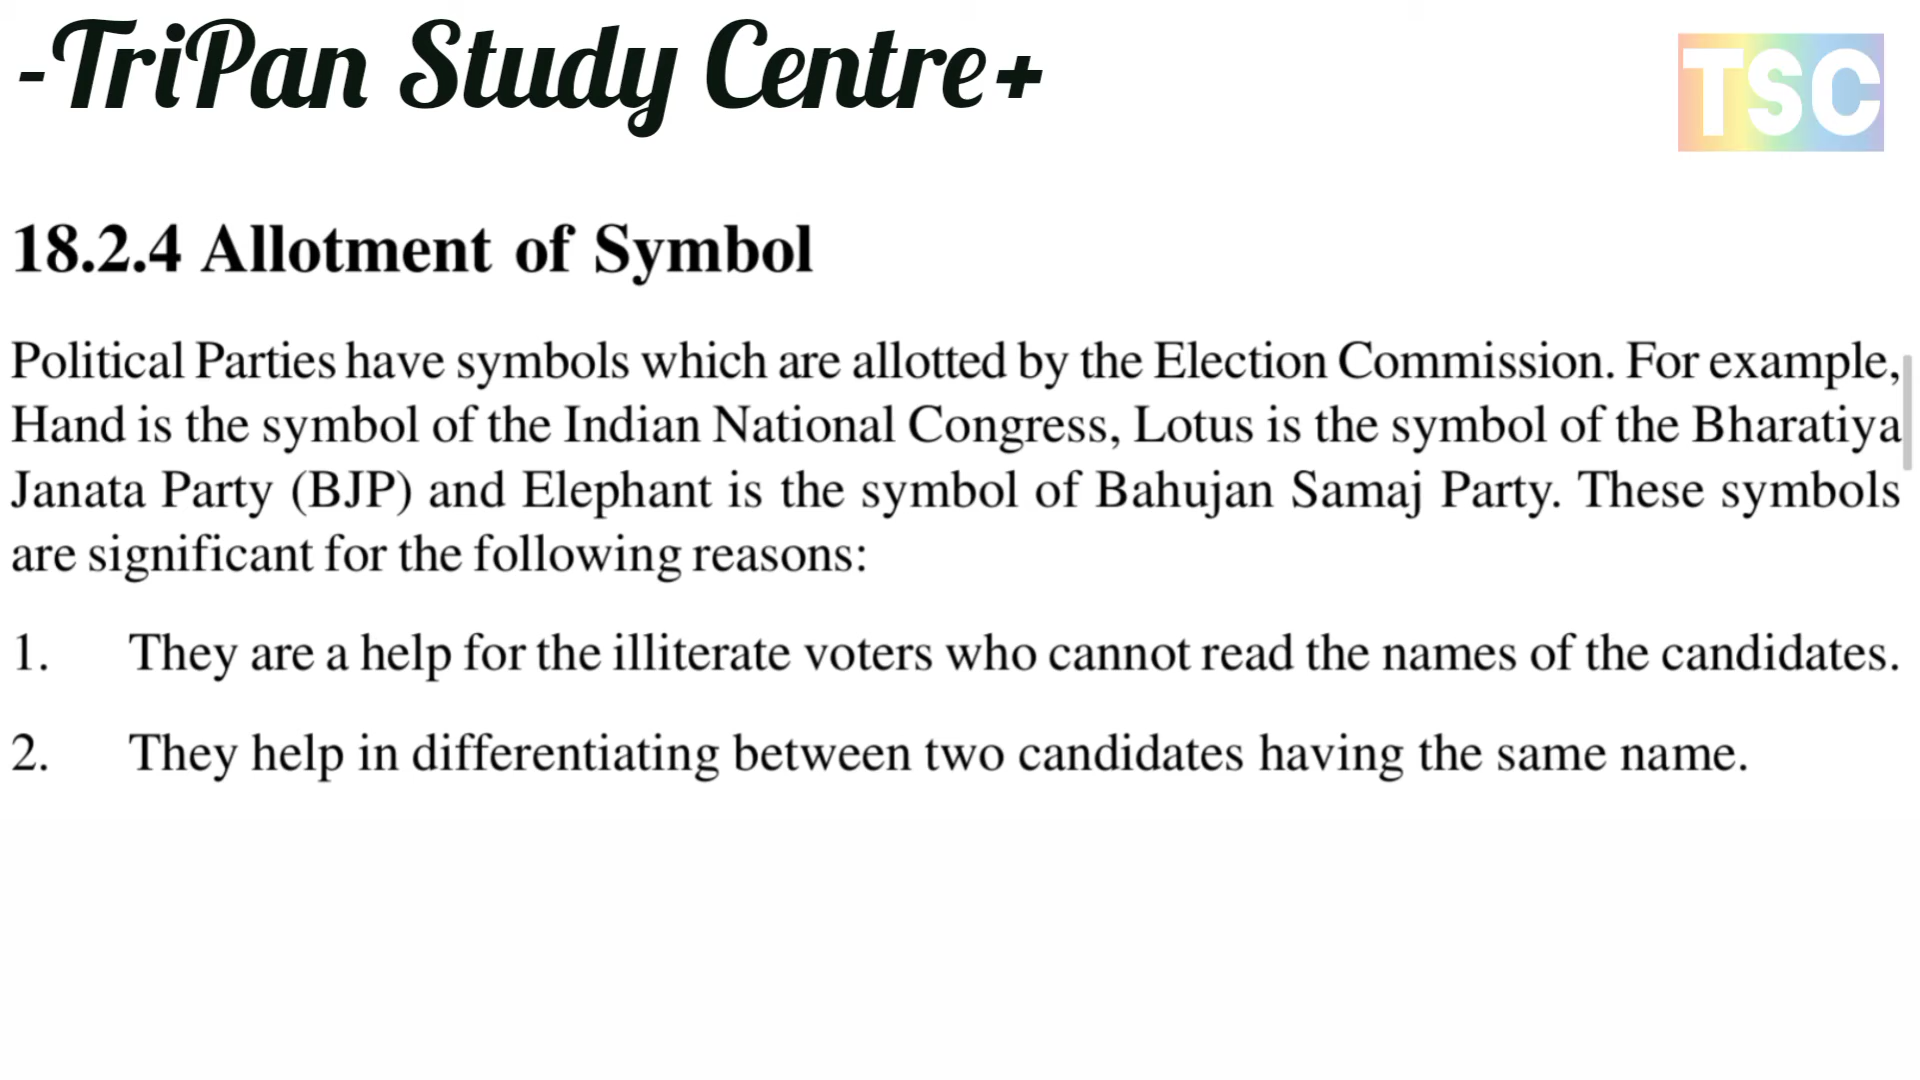 -TriPan Study Centre+
TSC
18.2.4 Allotment of Symbol
Political Parties have symbols which are allotted by the Election Commission. For example,
Hand is the symbol of the Indian National Congress, Lotus is the symbol of the Bharatiya
Janata Party (BJP) and Elephant is the symbol of Bahujan Samaj Party. These symbols
are significant for the following reasons:
1. They are a help for the illiterate voters who cannot read the names of the candidates.
2. They help in differentiating between two candidates having the same name.